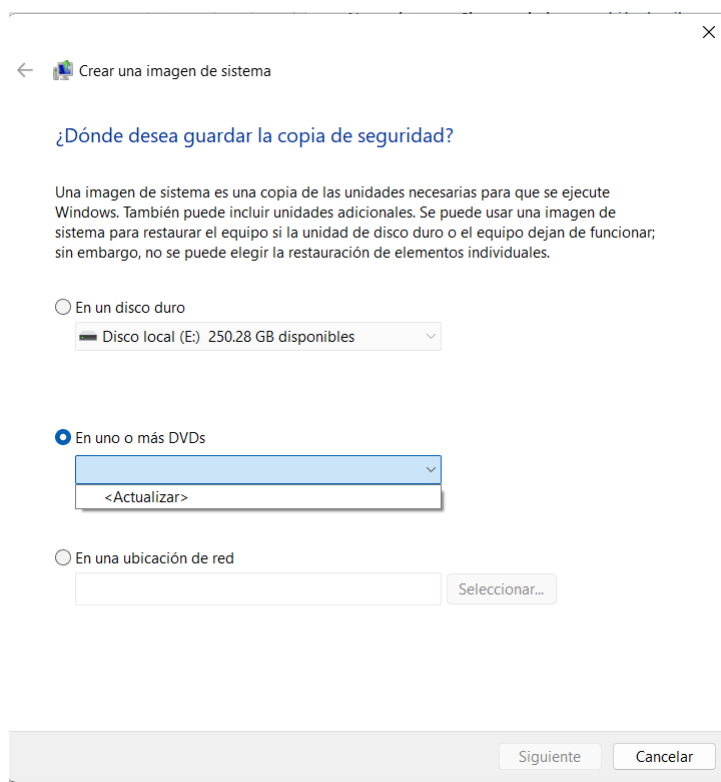 Crear una imagen de sistema
¿Dónde desea guardar la copia de seguridad?
Una imagen de sistema es una copia de las unidades necesarias para que se ejecute
Windows. También puede incluir unidades adicionales. Se puede usar una imagen de
sistema para restaurar el equipo si la unidad de disco duro o el equipo dejan de funcionar;
sin embargo, no se puede elegir la restauración de elementos individuales.
En un disco duro
Disco local (E:) 250.28 GB disponibles
En uno o más DVDs
<Actualizar>
En una ubicación de red
Seleccionar...
Siguiente
Cancelar